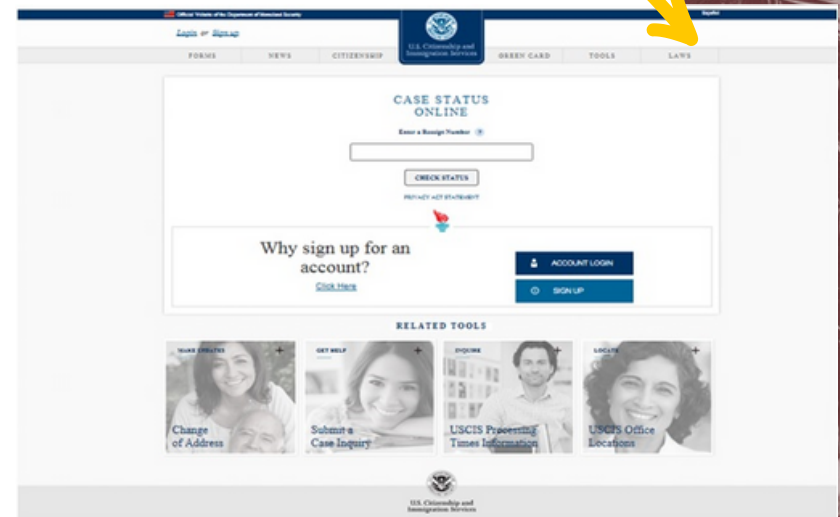 Official Website of the Department of Homeland Security
Español
Login or Sign up
U.S. Citizenship and
Immigration Services
FORMS NEWS CITIZENSHIP GREEN CARD TOOLS LAWS
CASE STATUS
ONLINE
Enter a Receipt Number ?
CHECK STATUS
PRIVACY ACT STATEMENT
Why sign up for an
account?
Click Here
ACCOUNT LOGIN
SIGN UP
RELATED TOOLS
MAKE UPDATES +
Change
of Address
GET HELP +
Submit a
Case Inquiry
INQUIRE +
USCIS Processing
Times Information
LOCATE +
USCIS Office
Locations
U.S. Citizenship and
Immigration Services